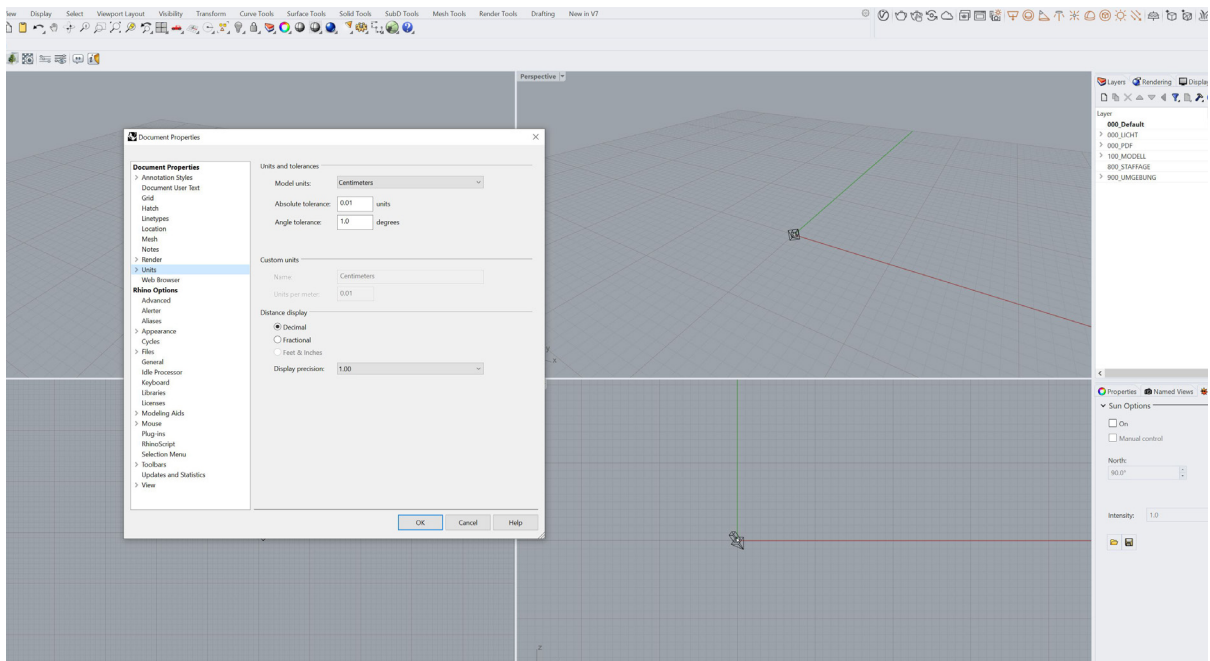 iew Display Select Viewport Layout Visibility Transform Curve Tools Surface Tools Solid Tools SubD Tools Mesh Tools Render Tools Drafting New in V7
Perspective
Layers Rendering Display
Layer
000_Default
000_LICHT
000_PDF
100_MODELL
800_STAFFAGE
900_UMGEBUNG
Document Properties
Document Properties
Annotation Styles
Document User Text
Grid
Hatch
Linetypes
Location
Mesh
Notes
Render
Units
Web Browser
Rhino Options
Advanced
Alerter
Aliases
Appearance
Cycles
Files
General
Idle Processor
Keyboard
Libraries
Licenses
Modeling Aids
Mouse
Plug-ins
RhinoScript
Selection Menu
Toolbars
Updates and Statistics
View
Units and tolerances
Model units: Centimeters
Absolute tolerance: 0.01 units
Angle tolerance: 1.0 degrees
Custom units
Name: Centimeters
Units per meter: 0.01
Distance display
Decimal
Fractional
Feet & Inches
Display precision: 1.00
OK Cancel Help
y
x
z
Properties Named Views
Sun Options
On
Manual control
North:
90.0°
Intensity: 1.0